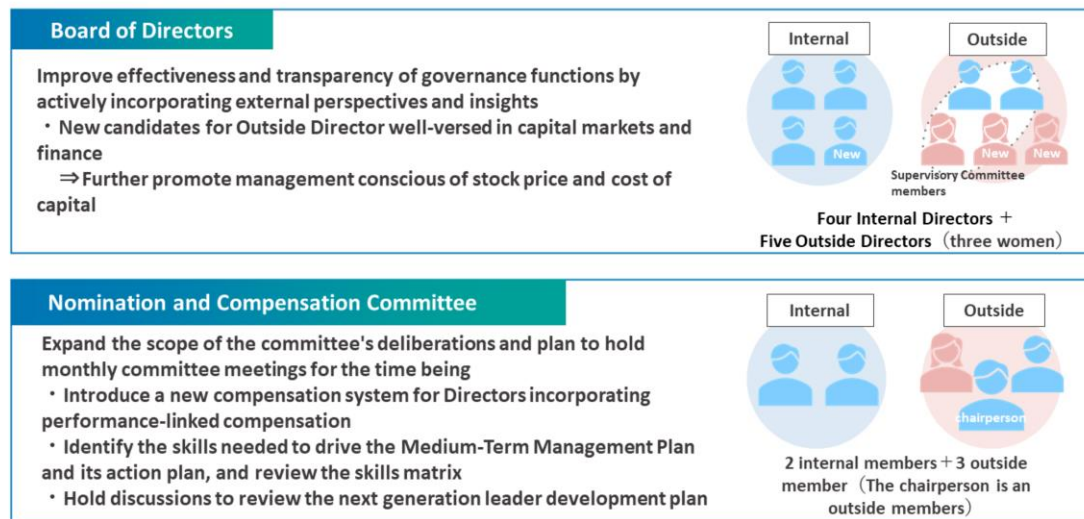 Board of Directors
Improve effectiveness and transparency of governance functions by
actively incorporating external perspectives and insights
・New candidates for Outside Director well-versed in capital markets and
finance
⇒Further promote management conscious of stock price and cost of
capital
Internal
Outside
New
New
New
Supervisory Committee
members
Four Internal Directors +
Five Outside Directors（three women）
Nomination and Compensation Committee
Expand the scope of the committee's deliberations and plan to hold
monthly committee meetings for the time being
・Introduce a new compensation system for Directors incorporating
performance-linked compensation
・Identify the skills needed to drive the Medium-Term Management Plan
and its action plan, and review the skills matrix
・Hold discussions to review the next generation leader development plan
Internal
Outside
chairperson
2 internal members＋3 outside
member（The chairperson is an
outside members）